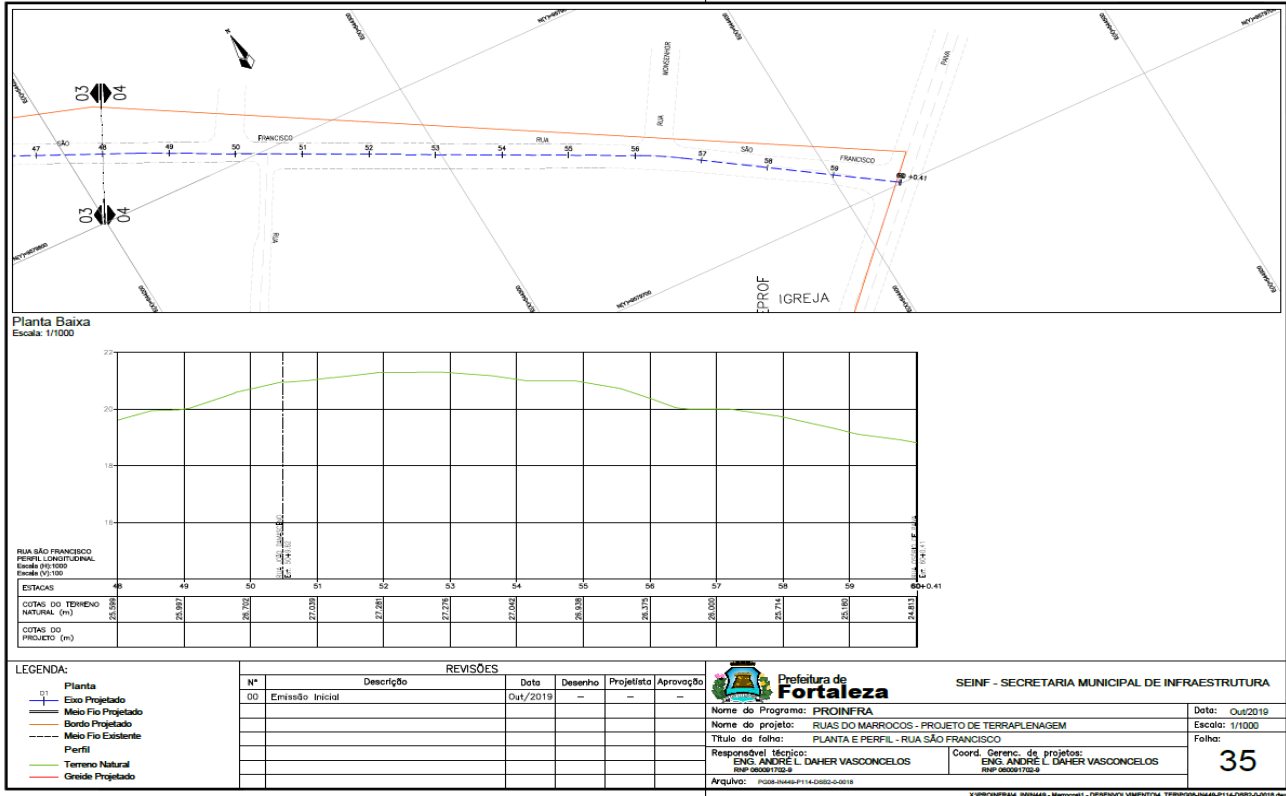 03 04
SÃO
FRANCISCO
RUA
RUA
MONSENHOR
SÃO
FRANCISCO
PAIVA
47 48 49 50 51 52 53 54 55 56 57 58 59 +0.41
03 04
RUA
IGREJA
Planta Baixa
Escala: 1/1000
22
20
18
16
RUA SÃO FRANCISCO
PERFIL LONGITUDINAL
Escala (H):1000
Escala (V):100
ESTACAS 48 49 50 51 52 53 54 55 56 57 58 59 60+0.41
COTAS DO TERRENO
NATURAL (m)
25.599 25.987 26.702 27.039 27.281 27.276 27.042 26.938 26.375 26.000 25.714 25.180 24.813
COTAS DO
PROJETO (m)
LEGENDA:
Planta
Eixo Projetado
Meio Fio Projetado
Bordo Projetado
Meio Fio Existente
Perfil
Terreno Natural
Greide Projetado
REVISÕES
N° Descrição Data Desenho Projetista Aprovação
00 Emissão Inicial Out/2019 – – –
Prefeitura de
Fortaleza
SEINF - SECRETARIA MUNICIPAL DE INFRAESTRUTURA
Nome do Programa: PROINFRA
Data: Out/2019
Nome do projeto: RUAS DO MARROCOS - PROJETO DE TERRAPLENAGEM
Escala: 1/1000
Título da folha: PLANTA E PERFIL - RUA SÃO FRANCISCO
Folha:
35
Responsável técnico:
ENG. ANDRÉ L. DAHER VASCONCELOS
RNP 060091702-9
Coord. Gerenc. de projetos:
ENG. ANDRÉ L. DAHER VASCONCELOS
RNP 060091702-9
Arquivo: PG08-IN449-P114-DSB2-0-0018